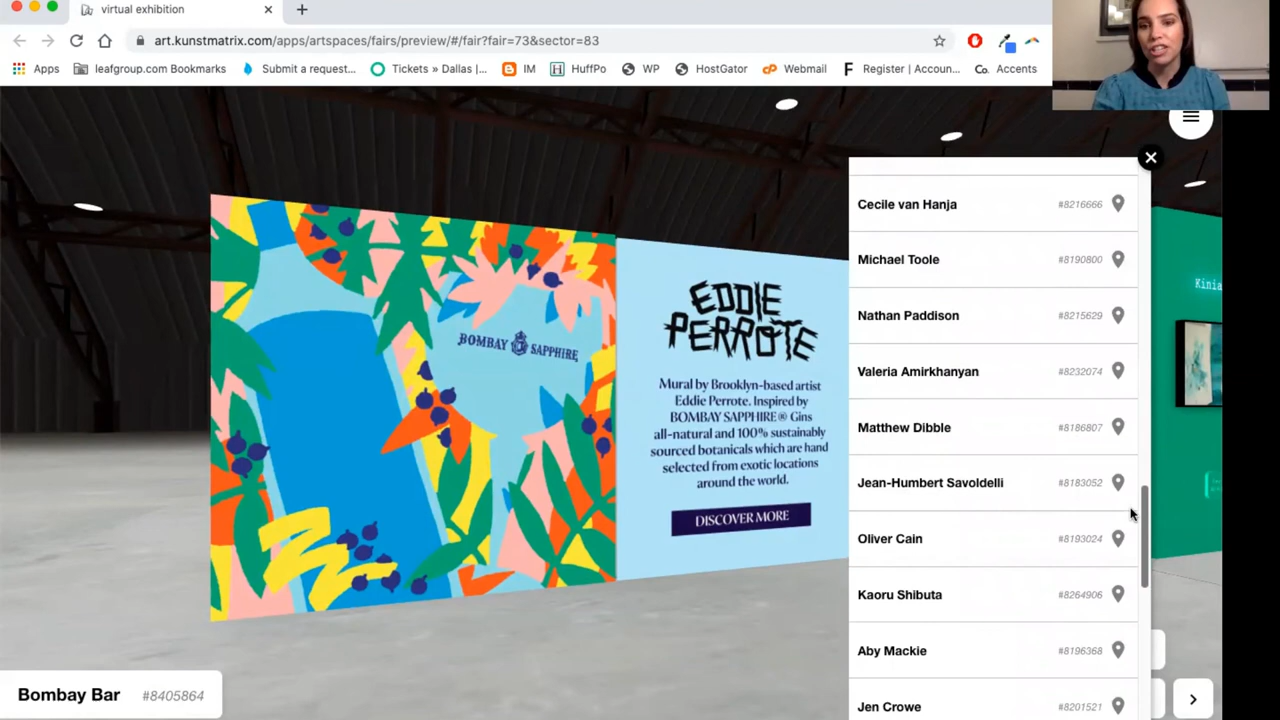 virtual exhibition
art.kunstmatrix.com/apps/artspaces/fairs/preview/#/fair?fair=73&sector=83
Apps
leafgroup.com Bookmarks
Submit a request...
Tickets » Dallas |...
IM
HuffPo
WP
HostGator
Webmail
Register | Accoun...
Co. Accents
BOMBAY SAPPHIRE
EDDIE
PERROTE
Mural by Brooklyn-based artist
Eddie Perrote. Inspired by
BOMBAY SAPPHIRE® Gins
all-natural and 100% sustainably
sourced botanicals which are hand
selected from exotic locations
around the world.
DISCOVER MORE
Cecile van Hanja #8216666
Michael Toole #8190800
Nathan Paddison #8215629
Valeria Amirkhanyan #8232074
Matthew Dibble #8186807
Jean-Humbert Savoldelli #8183052
Oliver Cain #8193024
Kaoru Shibuta #8264906
Aby Mackie #8196368
Jen Crowe #8201521
Kinia
Bombay Bar #8405864